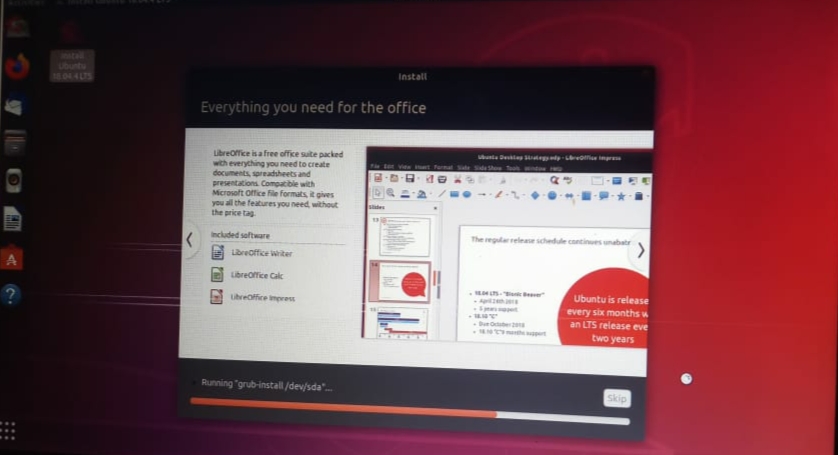 Install
Ubuntu
18.04.4 LTS
Install
Everything you need for the office
LibreOffice is a free office suite packed
with everything you need to create
documents, spreadsheets and
presentations. Compatible with
Microsoft Office file formats, it gives
you all the features you need, without
the price tag.
Included software
LibreOffice Writer
LibreOffice Calc
LibreOffice Impress
Ubuntu Desktop Strategy.odp - LibreOffice Impress
File Edit View Insert Format Slide Slide Show Tools Window Help
Slides
13
14
15
The regular release schedule continues
18.04 LTS - "Bionic Beaver"
April 26th 2018
5 years support
18.10 "C"
Due October 2018
18.10 "C" 9 months support
Ubuntu is release
every six months w
an LTS release eve
two years
Running "grub-install /dev/sda"...
Skip